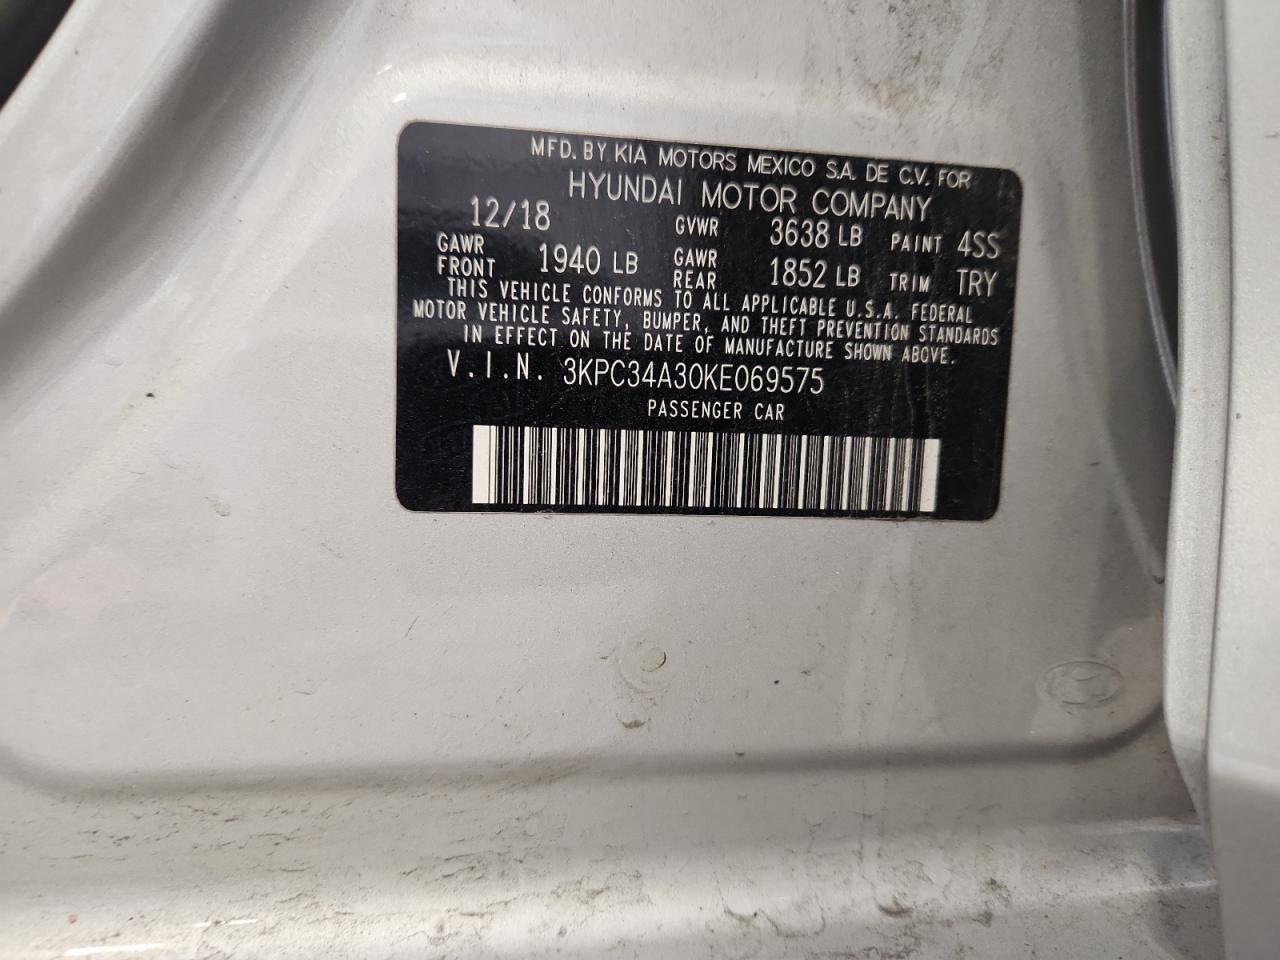 MFD. BY KIA MOTORS MEXICO S.A. DE C.V. FOR
HYUNDAI MOTOR COMPANY
12/18 GVWR 3638 LB PAINT 4SS
GAWR FRONT 1940 LB GAWR REAR 1852 LB TRIM TRY
THIS VEHICLE CONFORMS TO ALL APPLICABLE U.S.A. FEDERAL
MOTOR VEHICLE SAFETY, BUMPER, AND THEFT PREVENTION STANDARDS
IN EFFECT ON THE DATE OF MANUFACTURE SHOWN ABOVE.
V.I.N. 3KPC34A30KE069575
PASSENGER CAR